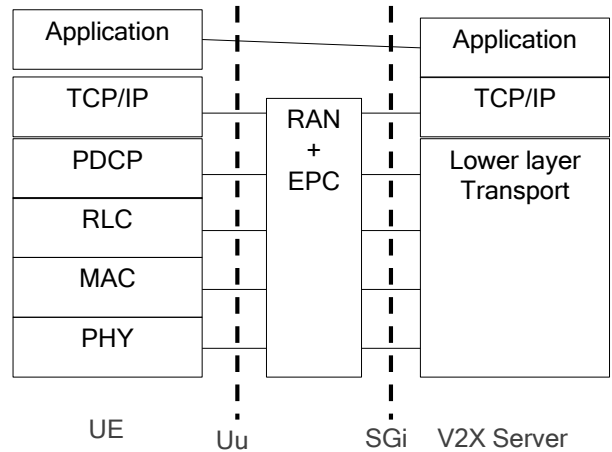 Application
TCP/IP
PDCP
RLC
MAC
PHY
UE
Uu
RAN
+
EPC
SGi
Application
TCP/IP
Lower layer
Transport
V2X Server